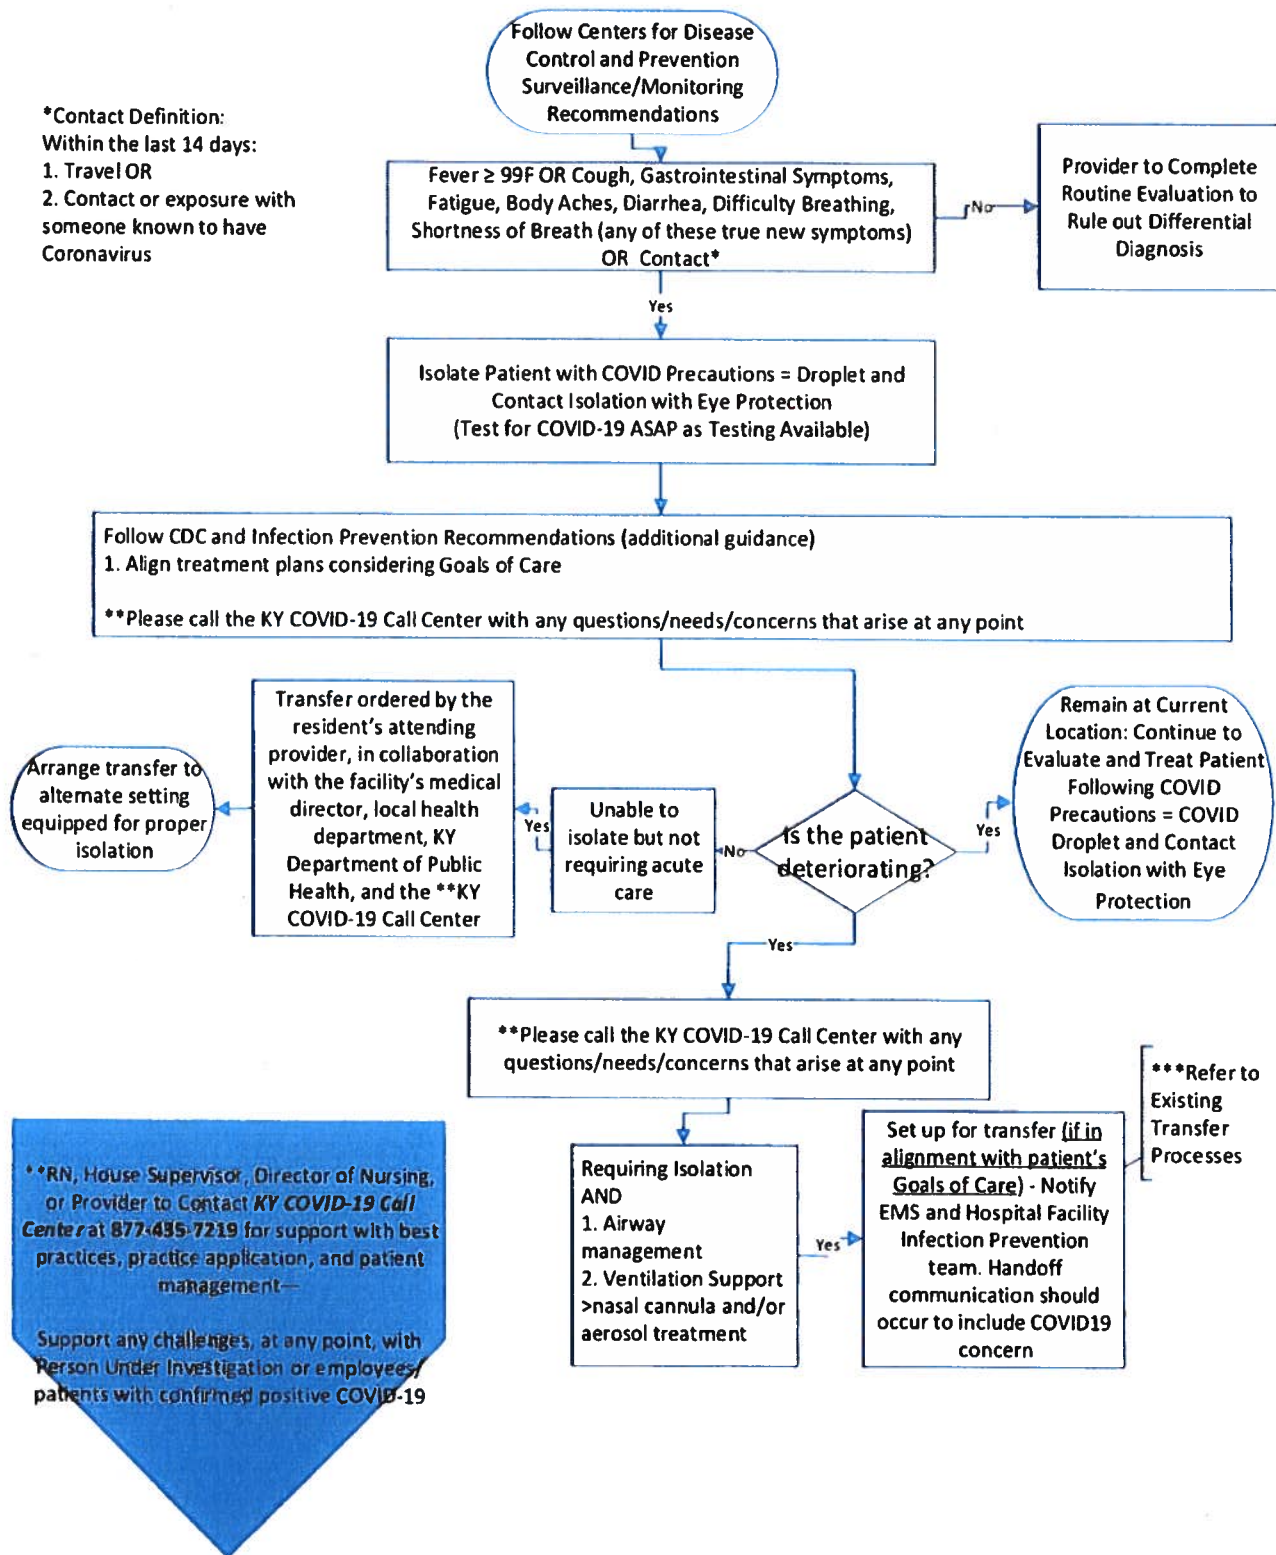 Follow Centers for Disease
Control and Prevention
Surveillance/Monitoring
Recommendations
*Contact Definition:
Within the last 14 days:
1. Travel OR
2. Contact or exposure with
someone known to have
Coronavirus
Fever ≥ 99F OR Cough, Gastrointestinal Symptoms,
Fatigue, Body Aches, Diarrhea, Difficulty Breathing,
Shortness of Breath (any of these true new symptoms)
OR Contact*
No
Provider to Complete
Routine Evaluation to
Rule out Differential
Diagnosis
Yes
Isolate Patient with COVID Precautions = Droplet and
Contact Isolation with Eye Protection
(Test for COVID-19 ASAP as Testing Available)
Follow CDC and Infection Prevention Recommendations (additional guidance)
1. Align treatment plans considering Goals of Care
**Please call the KY COVID-19 Call Center with any questions/needs/concerns that arise at any point
Arrange transfer to
alternate setting
equipped for proper
isolation
Transfer ordered by the
resident's attending
provider, in collaboration
with the facility's medical
director, local health
department, KY
Department of Public
Health, and the **KY
COVID-19 Call Center
Yes
Unable to
isolate but not
requiring acute
care
No
Is the patient
deteriorating?
Yes
Remain at Current
Location: Continue to
Evaluate and Treat Patient
Following COVID
Precautions = COVID
Droplet and Contact
Isolation with Eye
Protection
Yes
**Please call the KY COVID-19 Call Center with any
questions/needs/concerns that arise at any point
Requiring Isolation
AND
1. Airway
management
2. Ventilation Support
>nasal cannula and/or
aerosol treatment
Yes
Set up for transfer (if in
alignment with patient's
Goals of Care) - Notify
EMS and Hospital Facility
Infection Prevention
team. Handoff
communication should
occur to include COVID19
concern
***Refer to
Existing
Transfer
Processes
**RN, House Supervisor, Director of Nursing,
or Provider to Contact KY COVID-19 Call
Center at 877-435-7219 for support with best
practices, practice application, and patient
management—
Support any challenges, at any point, with
Person Under Investigation or employees/
patients with confirmed positive COVID-19